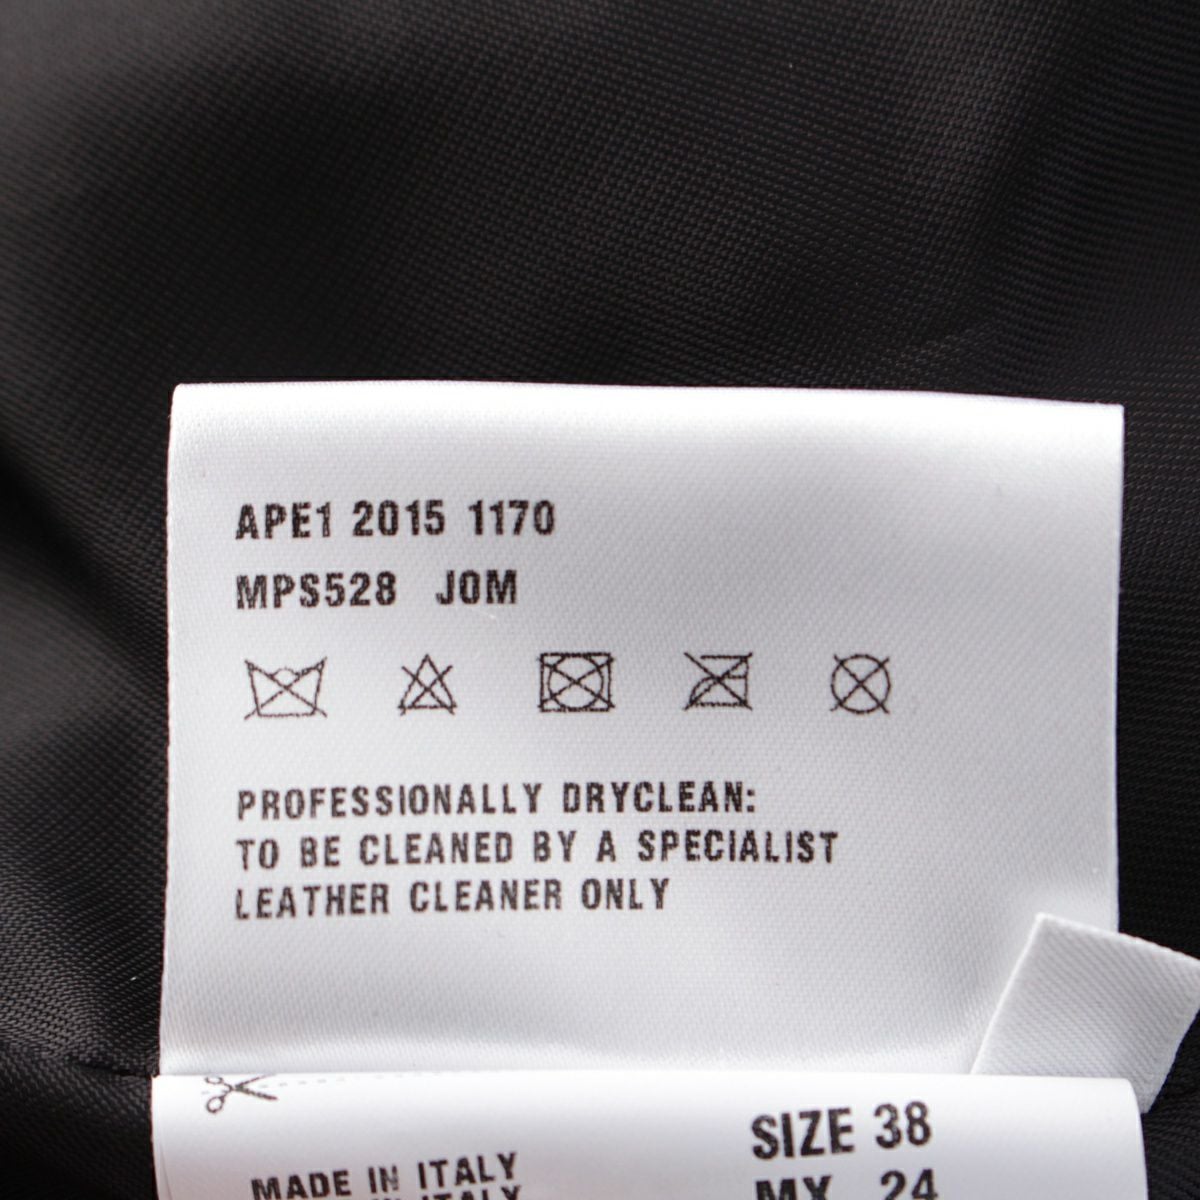 APE1 2015 1170
MPS528 JOM
PROFESSIONALLY DRYCLEAN:
TO BE CLEANED BY A SPECIALIST
LEATHER CLEANER ONLY
SIZE 38
MX 24
MADE IN ITALY